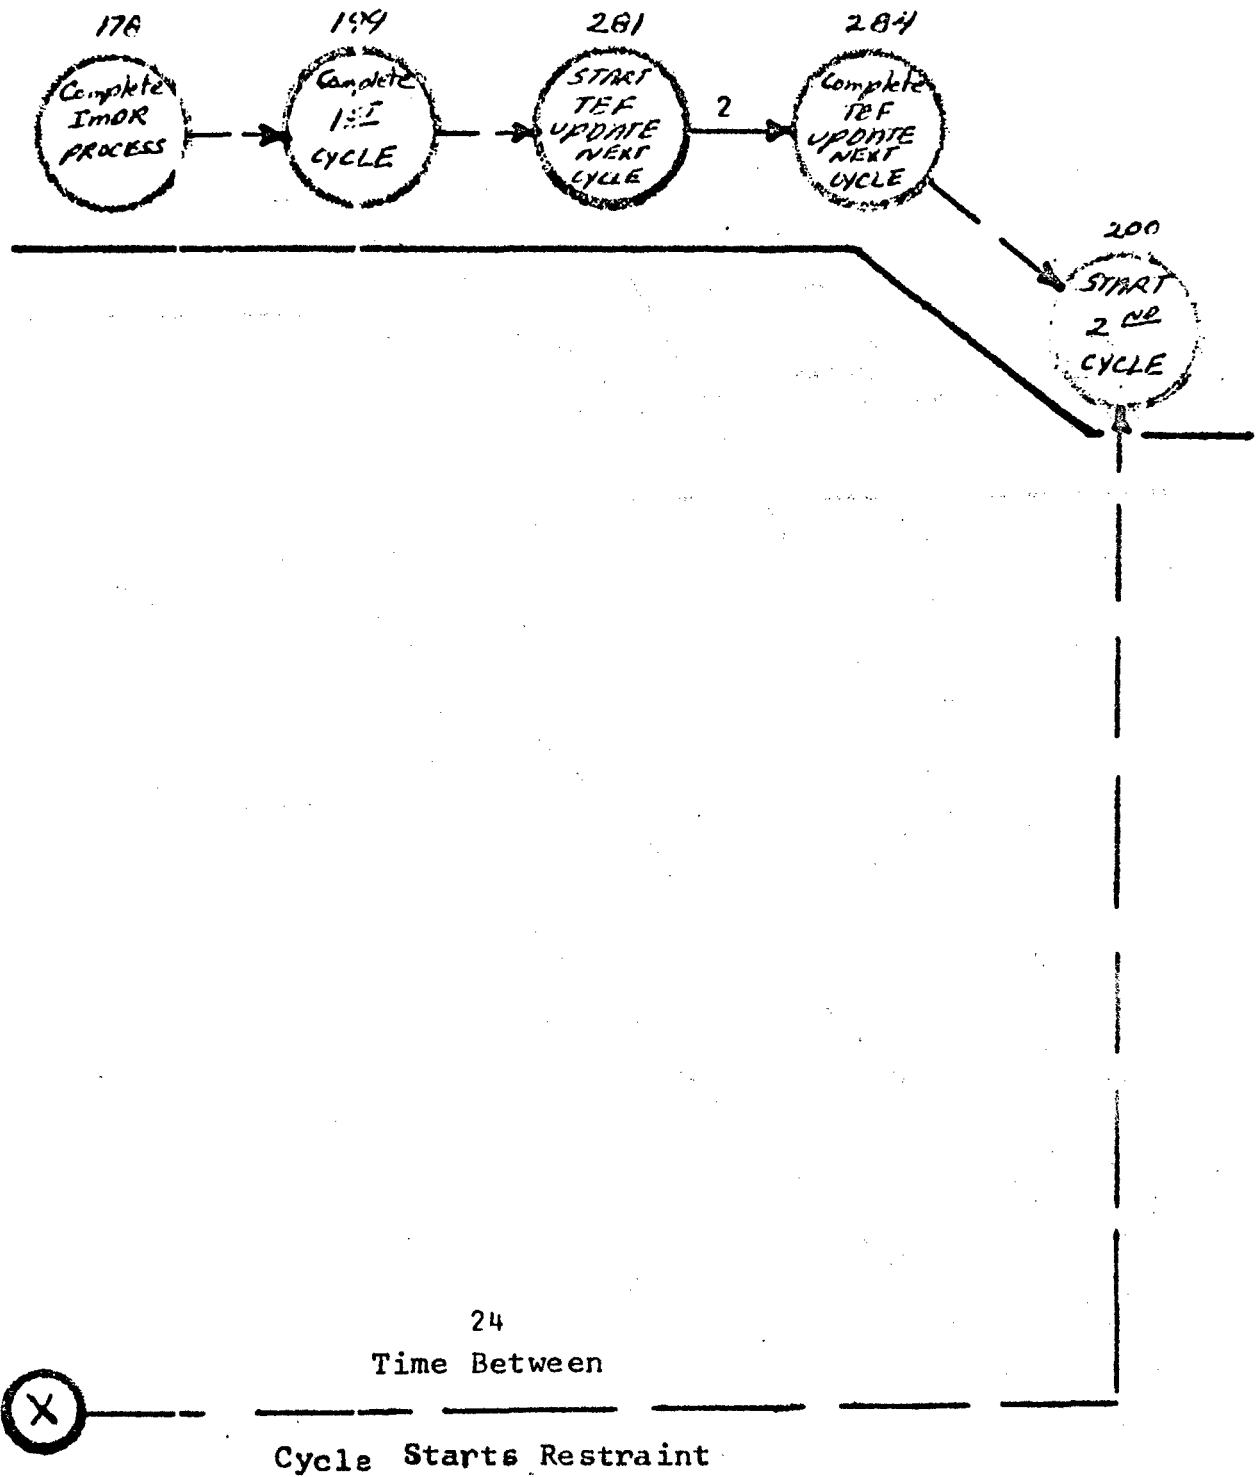 178
199
281
284
Complete
ImDR
PROCESS
Complete
1ST
CYCLE
START
TEF
UPDATE
NEXT
CYCLE
2
Complete
TEF
UPDATE
NEXT
CYCLE
200
START
2 ND
CYCLE
24
Time Between
X
Cycle Starts Restraint